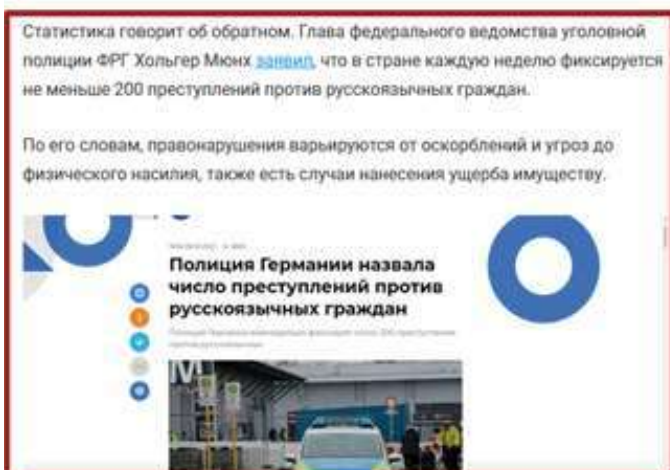 Статистика говорит об обратном. Глава федерального ведомства уголовной
полиции ФРГ Хольгер Мюнх заявил, что в стране каждую неделю фиксируется
не меньше 200 преступлений против русскоязычных граждан.
По его словам, правонарушения варьируются от оскорблений и угроз до
физического насилия, также есть случаи нанесения ущерба имуществу.
Полиция Германии назвала
число преступлений против
русскоязычных граждан